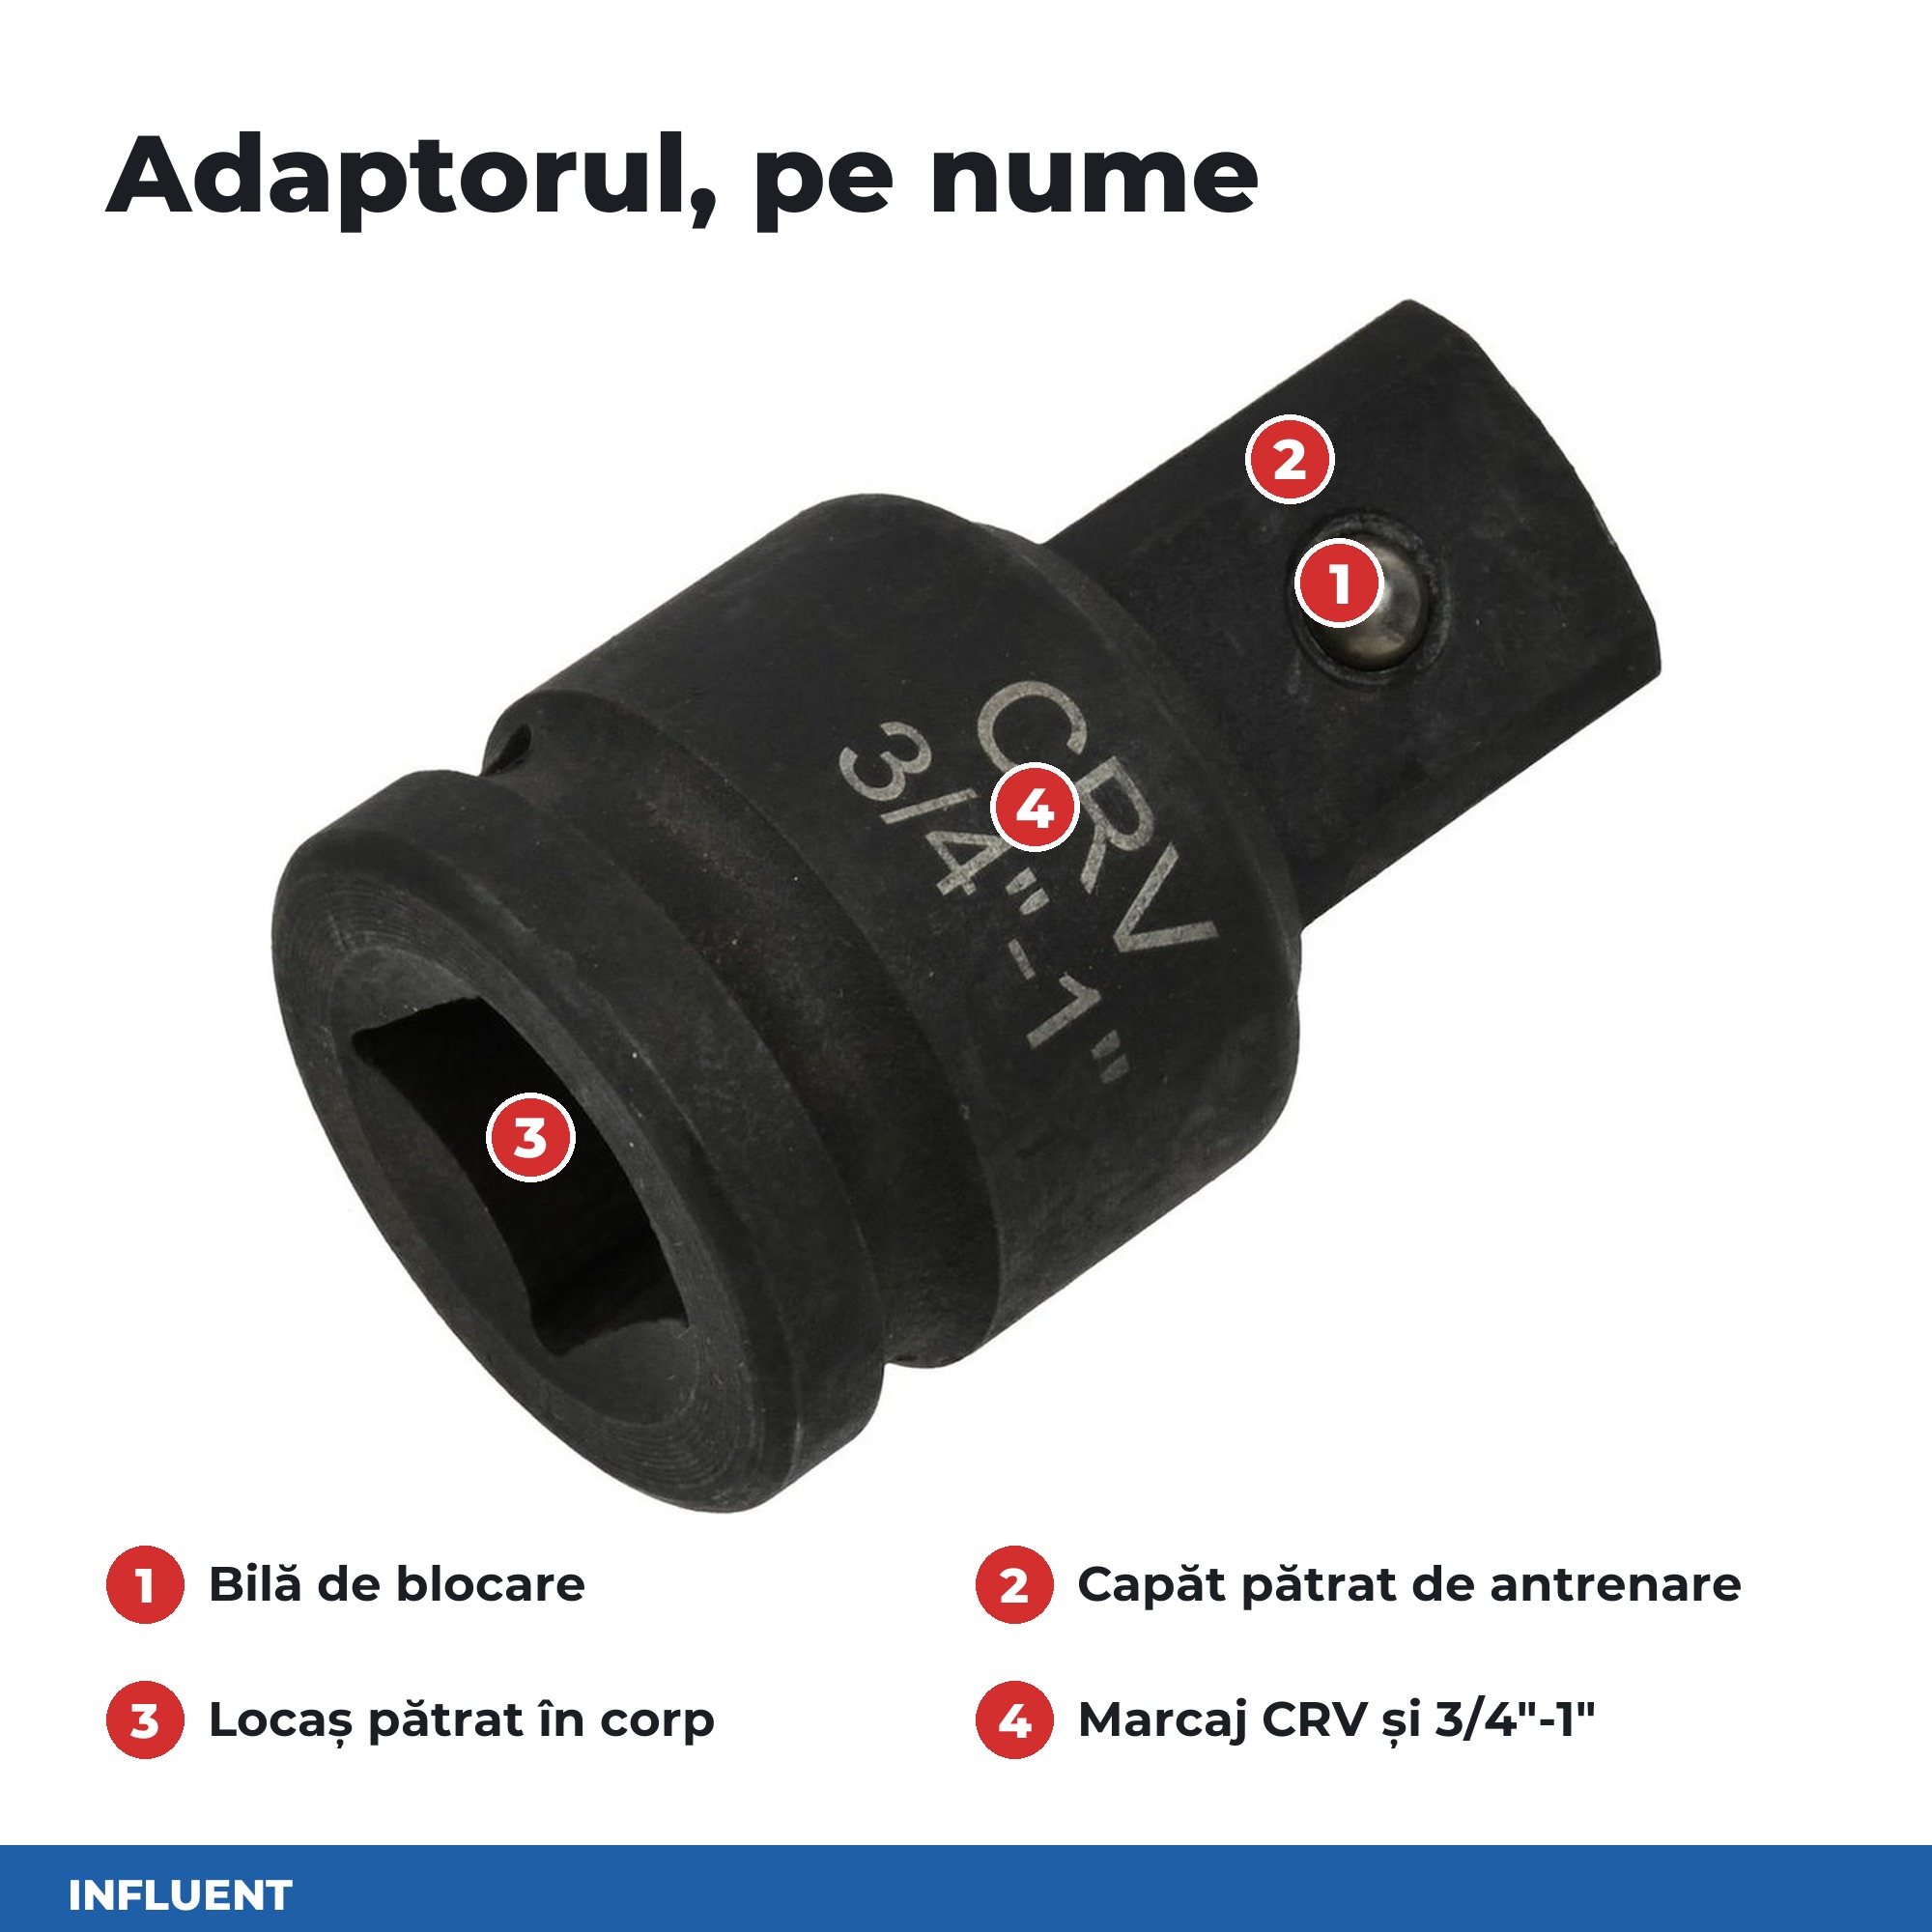 Adaptorul, pe nume
2
1
CRV
3/4"-1"
4
3
1 Bilă de blocare
2 Capăt pătrat de antrenare
3 Locaș pătrat în corp
4 Marcaj CRV și 3/4"-1"
INFLUENT